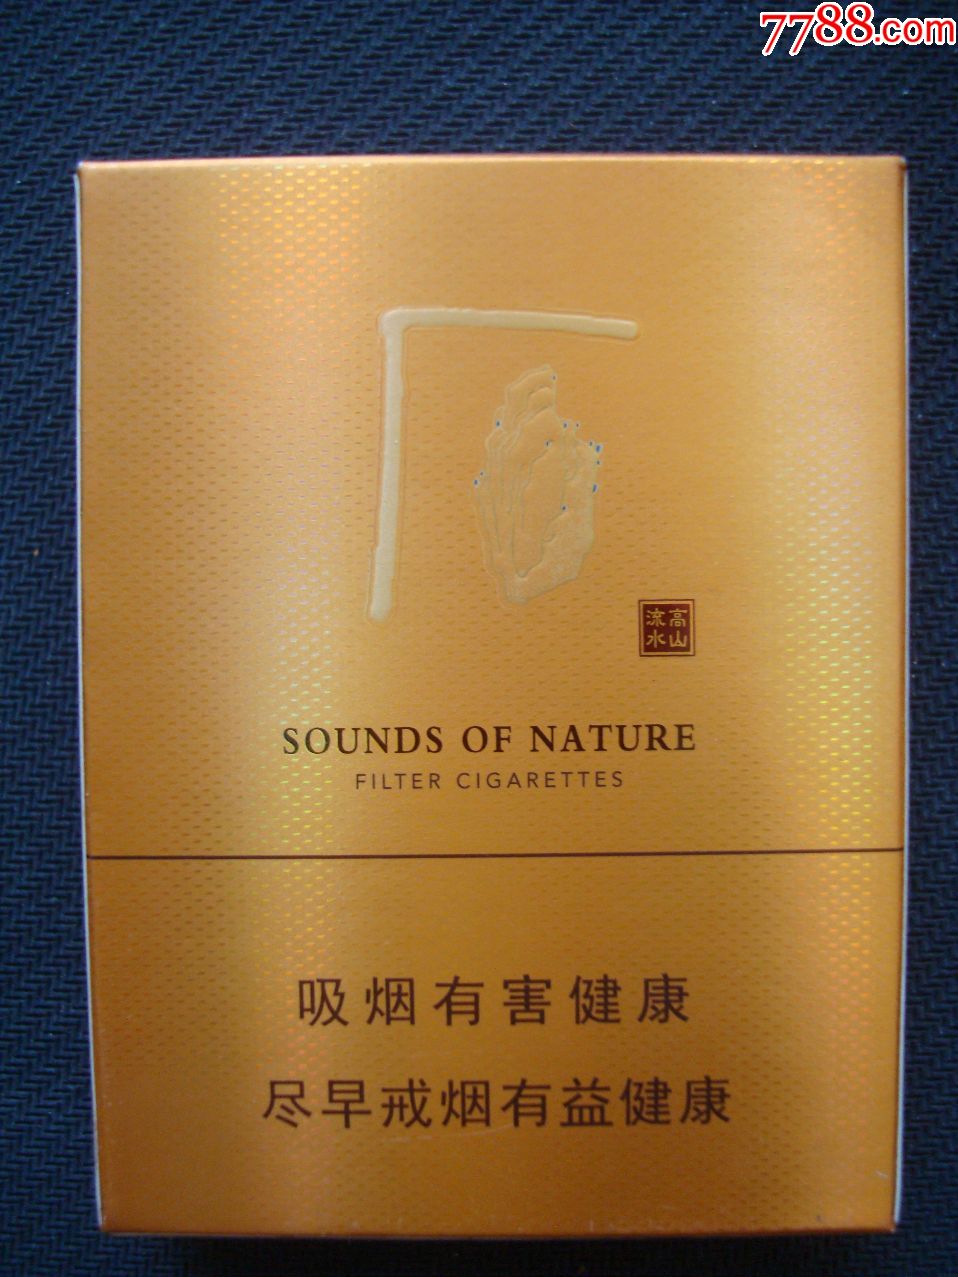 7788.com
高山
流水
SOUNDS OF NATURE
FILTER CIGARETTES
吸烟有害健康
尽早戒烟有益健康